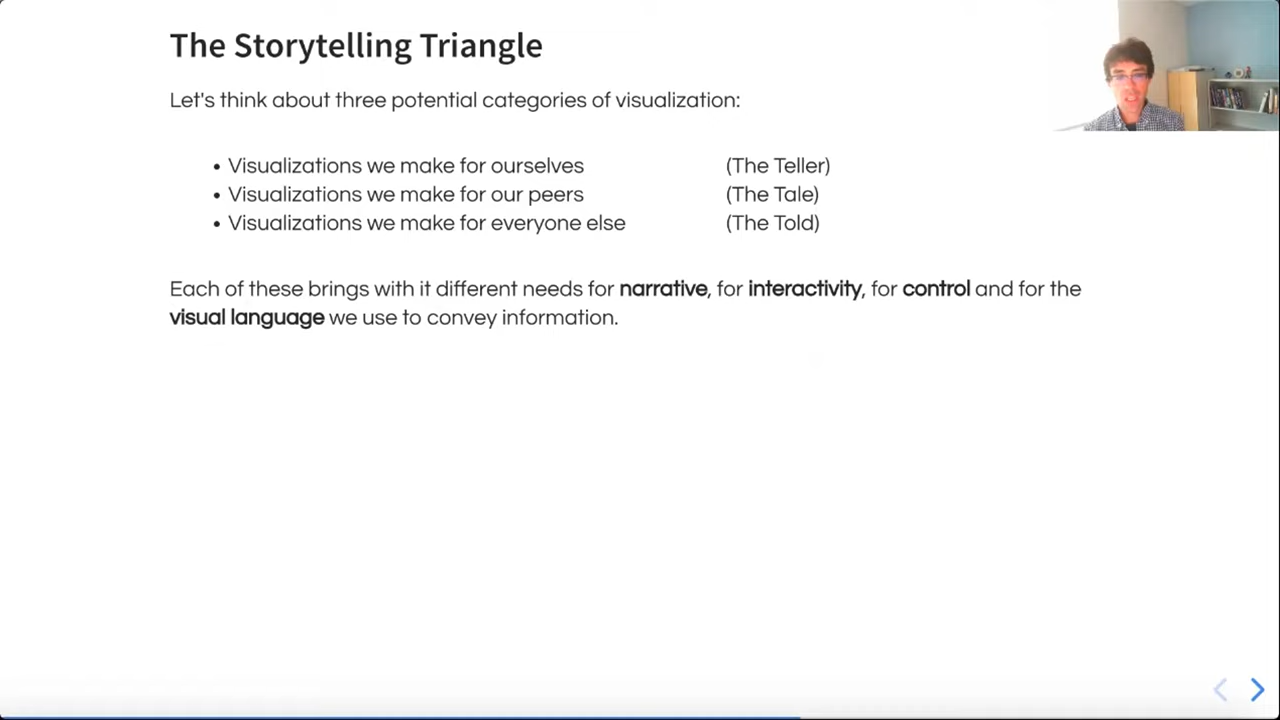 The Storytelling Triangle
Let's think about three potential categories of visualization:
• Visualizations we make for ourselves (The Teller)
• Visualizations we make for our peers (The Tale)
• Visualizations we make for everyone else (The Told)
Each of these brings with it different needs for narrative, for interactivity, for control and for the
visual language we use to convey information.